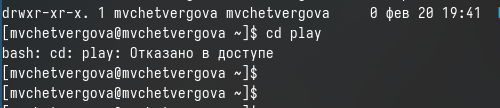 drwxr-xr-x. 1 mvchetvergova mvchetvergova     0 фев 20 19:41
[mvchetvergova@mvchetvergova ~]$ cd play
bash: cd: play: Отказано в доступе
[mvchetvergova@mvchetvergova ~]$
[mvchetvergova@mvchetvergova ~]$